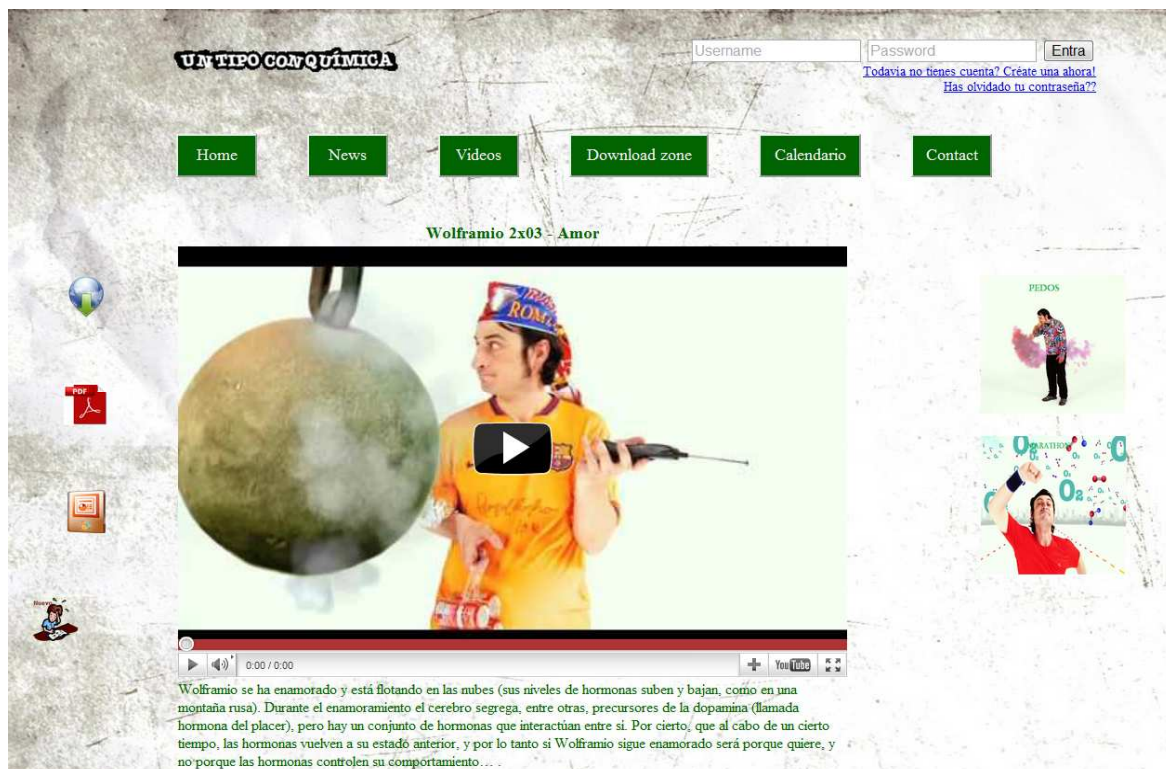 UN TIPO CON QUÍMICA
Username Password Entra
Todavia no tienes cuenta? Créate una ahora!
Has olvidado tu contraseña??
Home News Videos Download zone Calendario Contact
Wolframio 2x03 - Amor
PEDOS
PDF
MARATHON
O2
O2
Nuevo
0:00 / 0:00 YouTube
Wolframio se ha enamorado y está flotando en las nubes (sus niveles de hormonas suben y bajan, como en una
montaña rusa). Durante el enamoramiento el cerebro segrega, entre otras, precursores de la dopamina (llamada
hormona del placer), pero hay un conjunto de hormonas que interactúan entre si. Por cierto, que al cabo de un cierto
tiempo, las hormonas vuelven a su estado anterior, y por lo tanto si Wolframio sigue enamorado será porque quiere, y
no porque las hormonas controlen su comportamiento… .